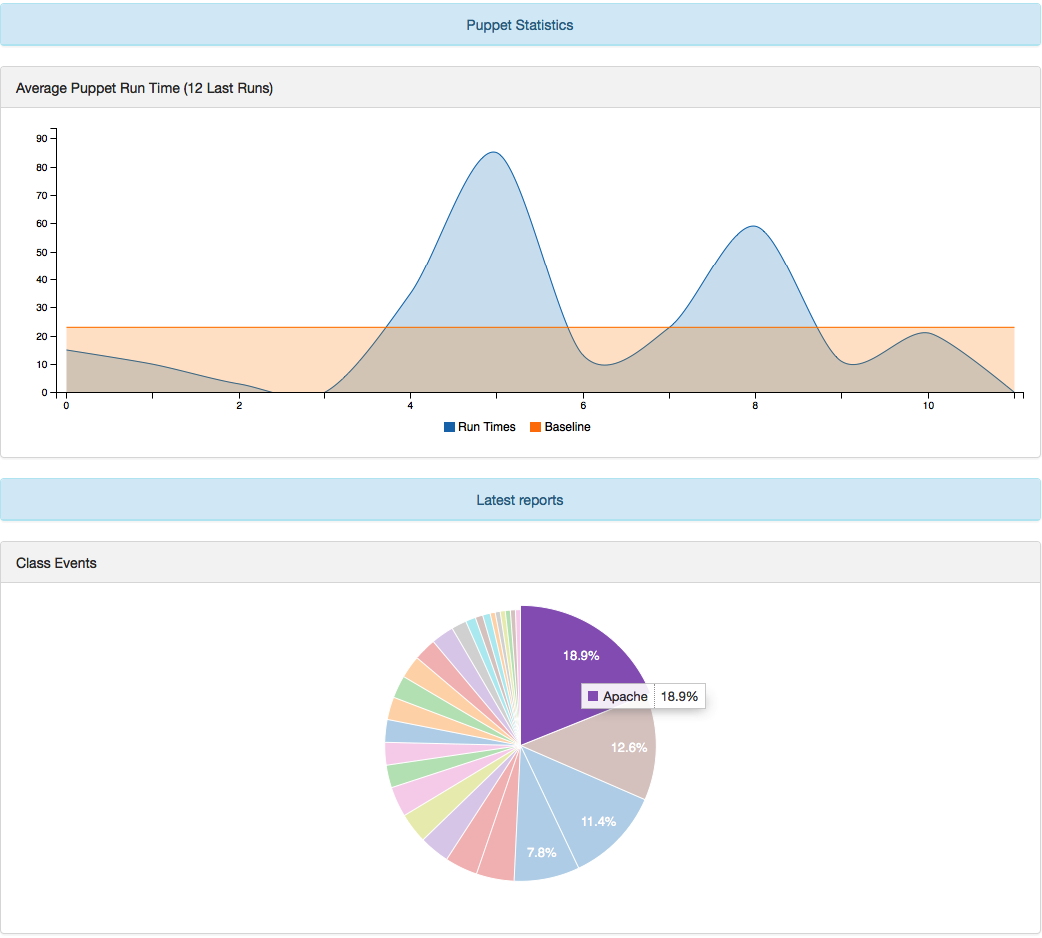 Puppet Statistics
Average Puppet Run Time (12 Last Runs)
90
80
70
60
50
40
30
20
10
0
0 2 4 6 8 10
Run Times Baseline
Latest reports
Class Events
18.9%
Apache 18.9%
12.6%
11.4%
7.8%